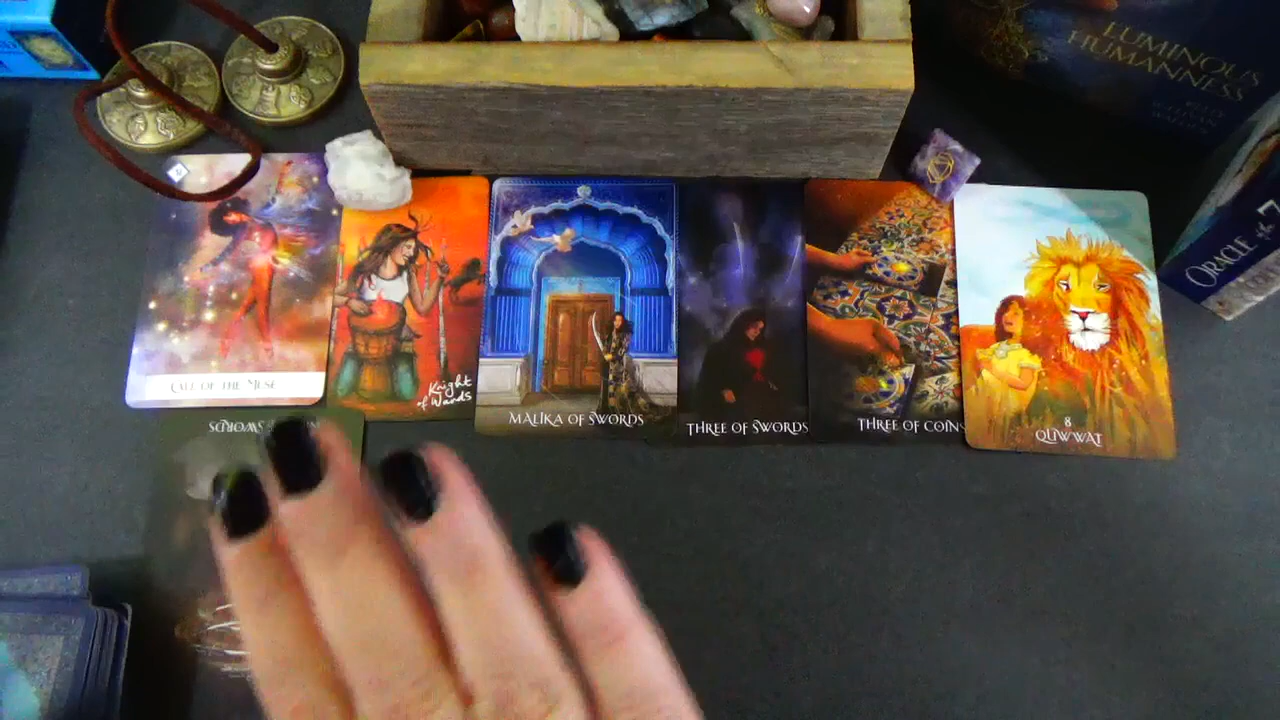 LUMINOUS
HUMANNESS
ORACLE of the 7
CALL OF THE MUSE
Knight
of Wands
MALIKA OF SWORDS
THREE OF SWORDS
THREE OF COINS
8
QUWWAT
SWORDS